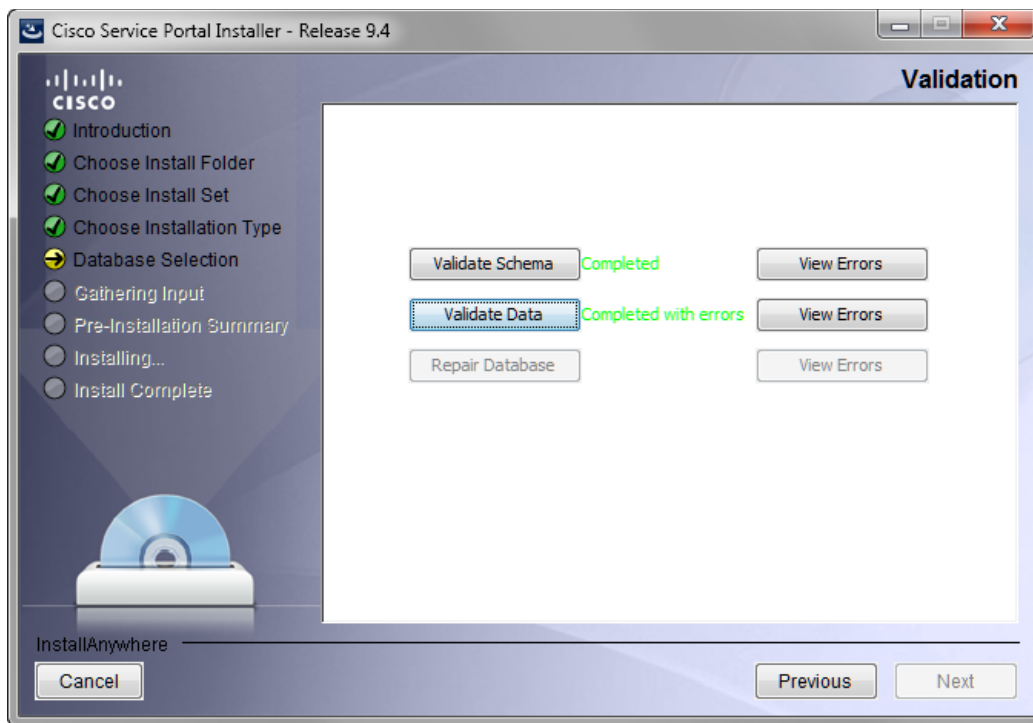 Cisco Service Portal Installer - Release 9.4
CISCO
Validation
Introduction
Choose Install Folder
Choose Install Set
Choose Installation Type
Database Selection
Gathering Input
Pre-Installation Summary
Installing...
Install Complete
Validate Schema Completed View Errors
Validate Data Completed with errors View Errors
Repair Database View Errors
InstallAnywhere
Cancel Previous Next